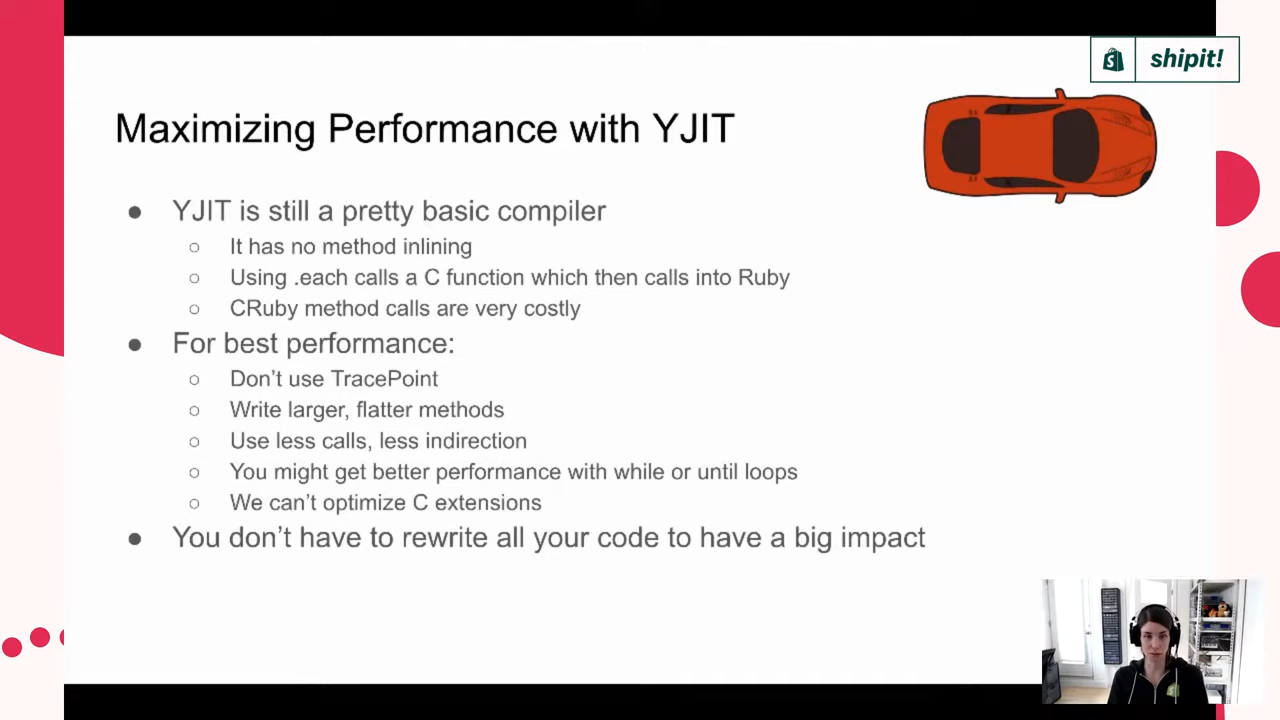 shipit!
Maximizing Performance with YJIT
● YJIT is still a pretty basic compiler
○ It has no method inlining
○ Using .each calls a C function which then calls into Ruby
○ CRuby method calls are very costly
● For best performance:
○ Don’t use TracePoint
○ Write larger, flatter methods
○ Use less calls, less indirection
○ You might get better performance with while or until loops
○ We can’t optimize C extensions
● You don’t have to rewrite all your code to have a big impact